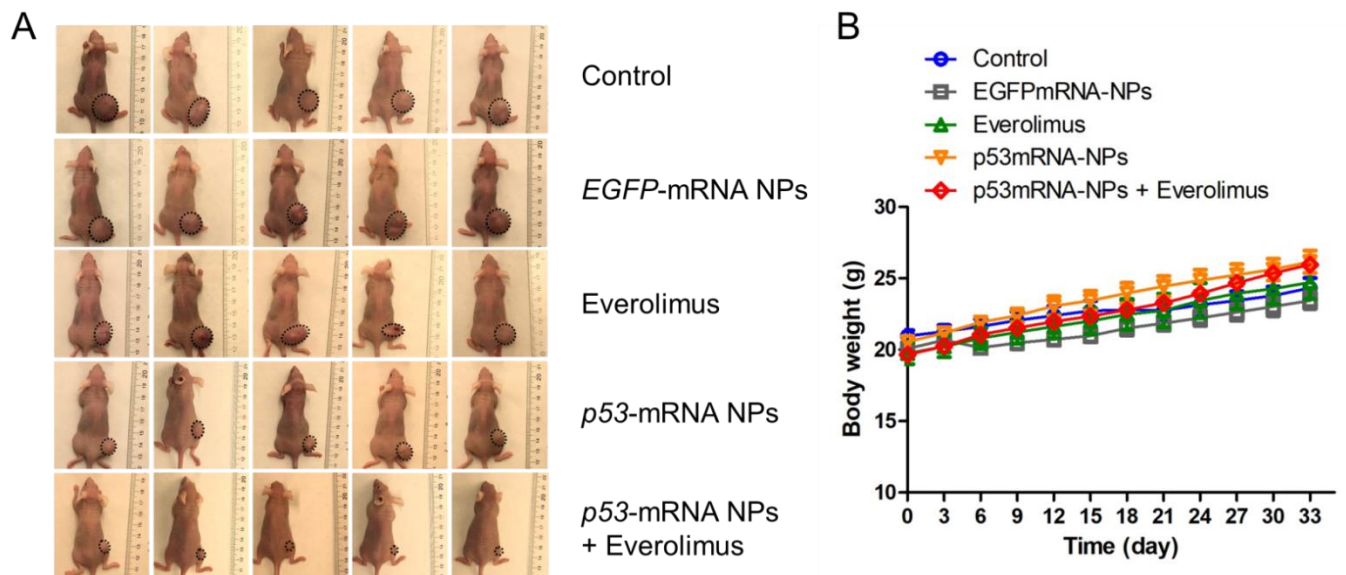 A
Control
EGFP-mRNA NPs
Everolimus
p53-mRNA NPs
p53-mRNA NPs
+ Everolimus
B
Control
EGFPmRNA-NPs
Everolimus
p53mRNA-NPs
p53mRNA-NPs + Everolimus
30
25
20
15
10
Body weight (g)
0 3 6 9 12 15 18 21 24 27 30 33
Time (day)